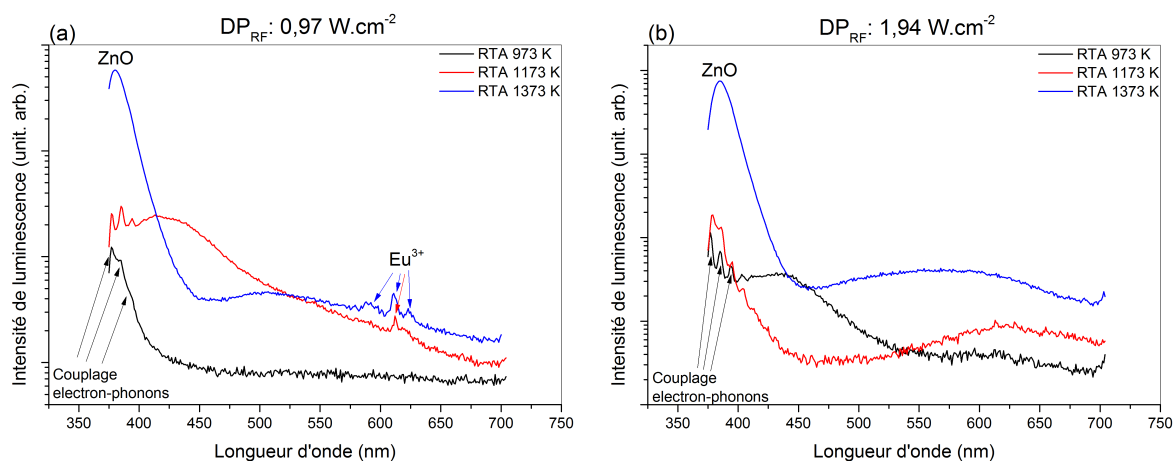 (a)
DP_RF: 0,97 W.cm^-2
ZnO
RTA 973 K
RTA 1173 K
RTA 1373 K
Eu^3+
Couplage
electron-phonons
Intensité de luminescence (unit. arb.)
350 400 450 500 550 600 650 700 750
Longueur d'onde (nm)
(b)
DP_RF: 1,94 W.cm^-2
ZnO
RTA 973 K
RTA 1173 K
RTA 1373 K
Couplage
electron-phonons
Intensité de luminescence (unit. arb.)
350 400 450 500 550 600 650 700 750
Longueur d'onde (nm)